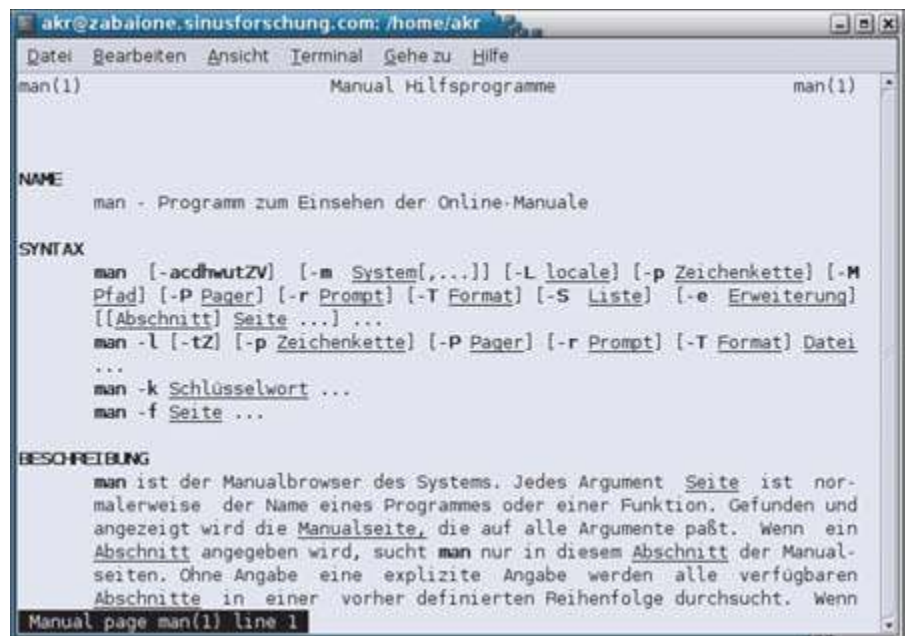 akr@zabaione.sinusforschung.com: /home/akr
Datei Bearbeiten Ansicht Terminal Gehe zu Hilfe
man(1) Manual Hilfsprogramme man(1)
NAME
man - Programm zum Einsehen der Online-Manuale
SYNTAX
man [-acdhwutZV] [-m System[,...]] [-L locale] [-p Zeichenkette] [-M
Pfad] [-P Pager] [-r Prompt] [-T Format] [-S Liste] [-e Erweiterung]
[[Abschnitt] Seite ...] ...
man -l [-tZ] [-p Zeichenkette] [-P Pager] [-r Prompt] [-T Format] Datei
...
man -k Schlüsselwort ...
man -f Seite ...
BESCHREIBUNG
man ist der Manualbrowser des Systems. Jedes Argument Seite ist nor-
malerweise der Name eines Programmes oder einer Funktion. Gefunden und
angezeigt wird die Manualseite, die auf alle Argumente paßt. Wenn ein
Abschnitt angegeben wird, sucht man nur in diesem Abschnitt der Manual-
seiten. Ohne Angabe eine explizite Angabe werden alle verfügbaren
Abschnitte in einer vorher definierten Reihenfolge durchsucht. Wenn
Manual page man(1) line 1